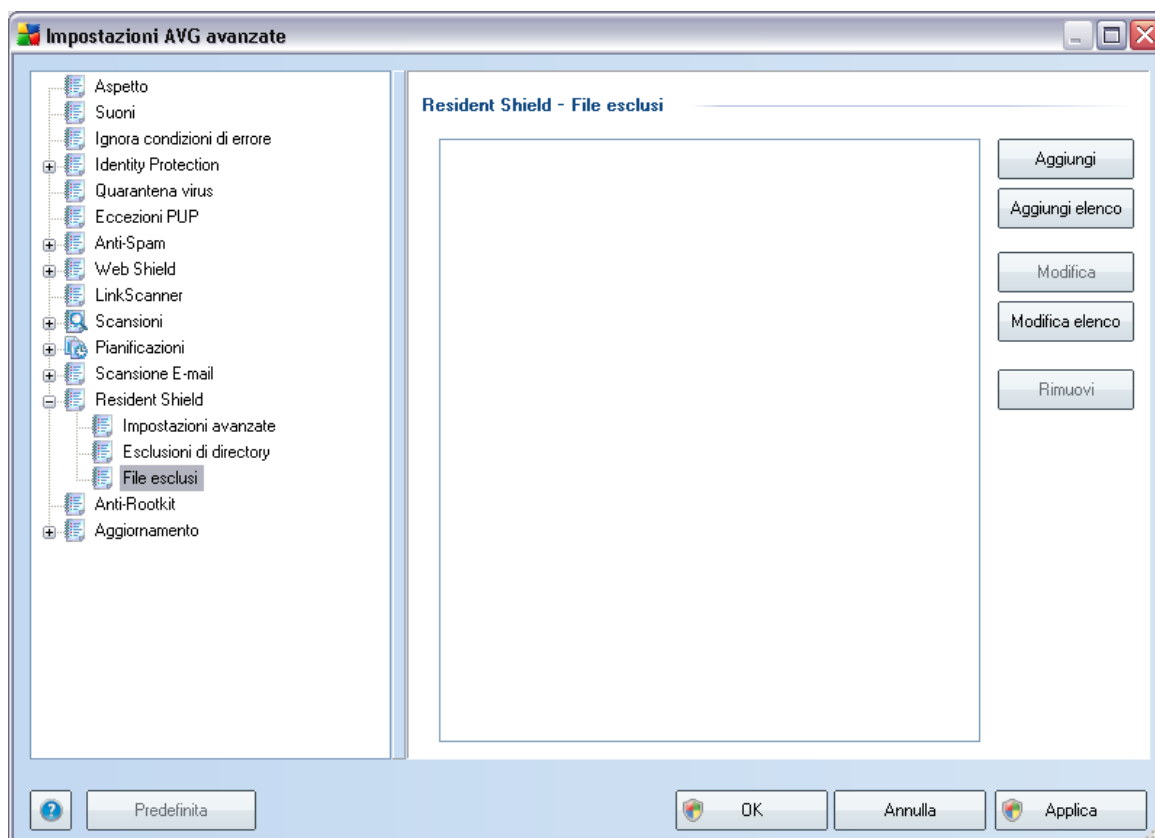 Impostazioni AVG avanzate
Aspetto
Suoni
Ignora condizioni di errore
Identity Protection
Quarantena virus
Eccezioni PUP
Anti-Spam
Web Shield
LinkScanner
Scansioni
Pianificazioni
Scansione E-mail
Resident Shield
Impostazioni avanzate
Esclusioni di directory
File esclusi
Anti-Rootkit
Aggiornamento
Resident Shield - File esclusi
Aggiungi
Aggiungi elenco
Modifica
Modifica elenco
Rimuovi
?
Predefinita
OK
Annulla
Applica